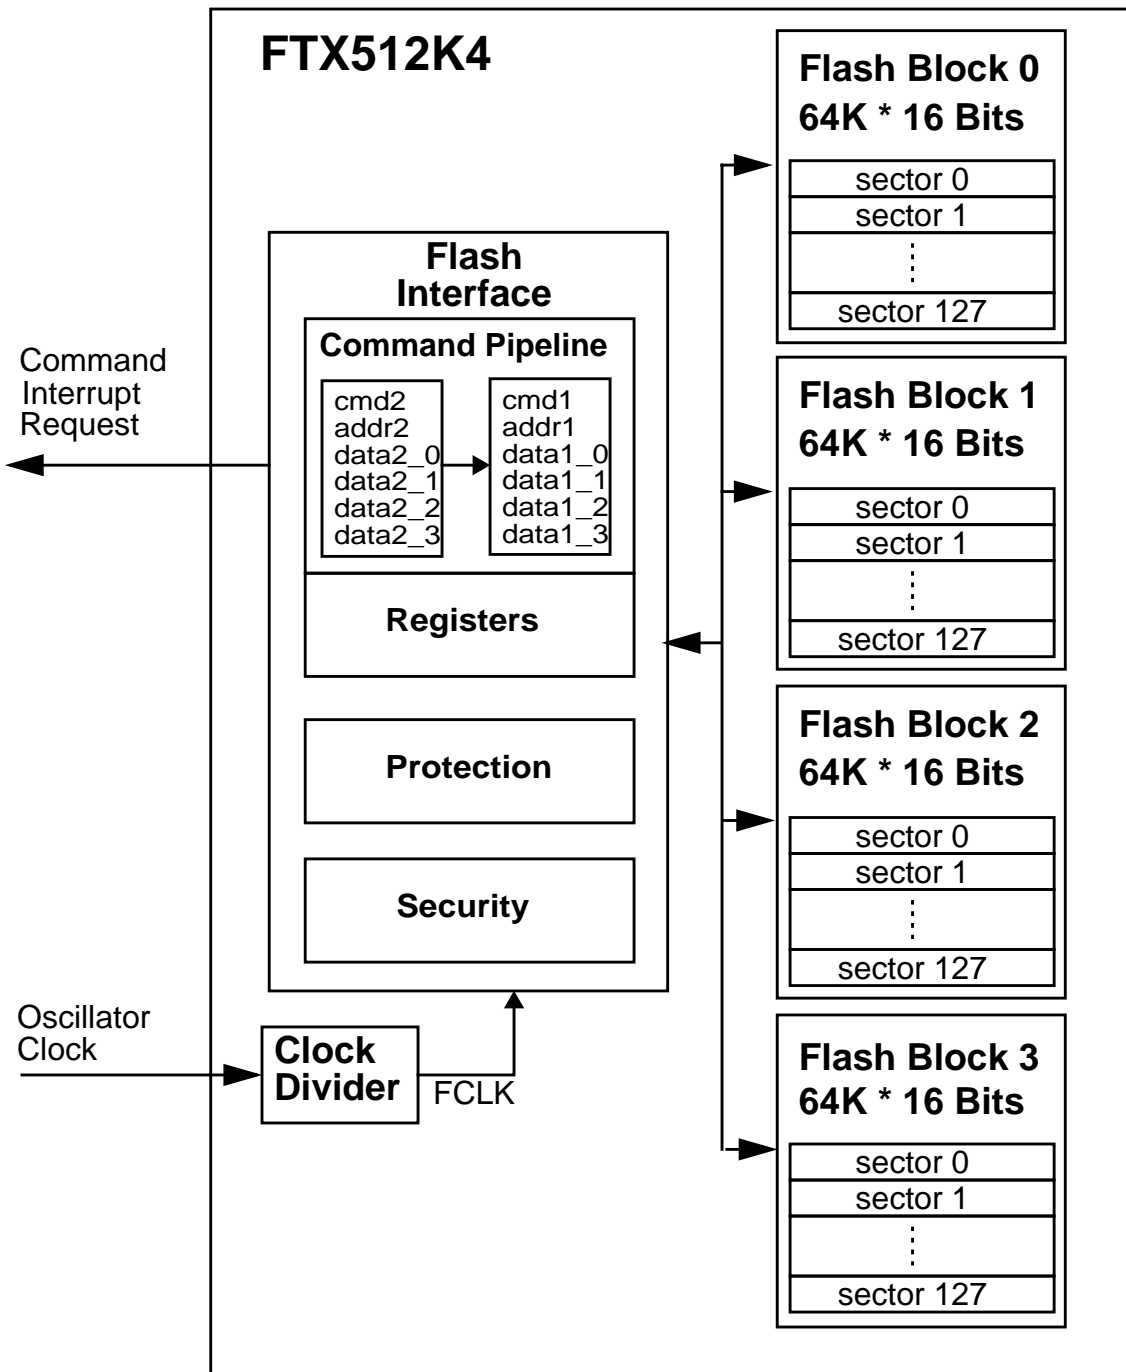 FTX512K4
Flash Block 0
64K * 16 Bits
sector 0
sector 1
sector 127
Flash
Interface
Command Pipeline
cmd2
addr2
data2_0
data2_1
data2_2
data2_3
cmd1
addr1
data1_0
data1_1
data1_2
data1_3
Registers
Protection
Security
Command
Interrupt
Request
Flash Block 1
64K * 16 Bits
sector 0
sector 1
sector 127
Flash Block 2
64K * 16 Bits
sector 0
sector 1
sector 127
Oscillator
Clock
Clock
Divider
FCLK
Flash Block 3
64K * 16 Bits
sector 0
sector 1
sector 127